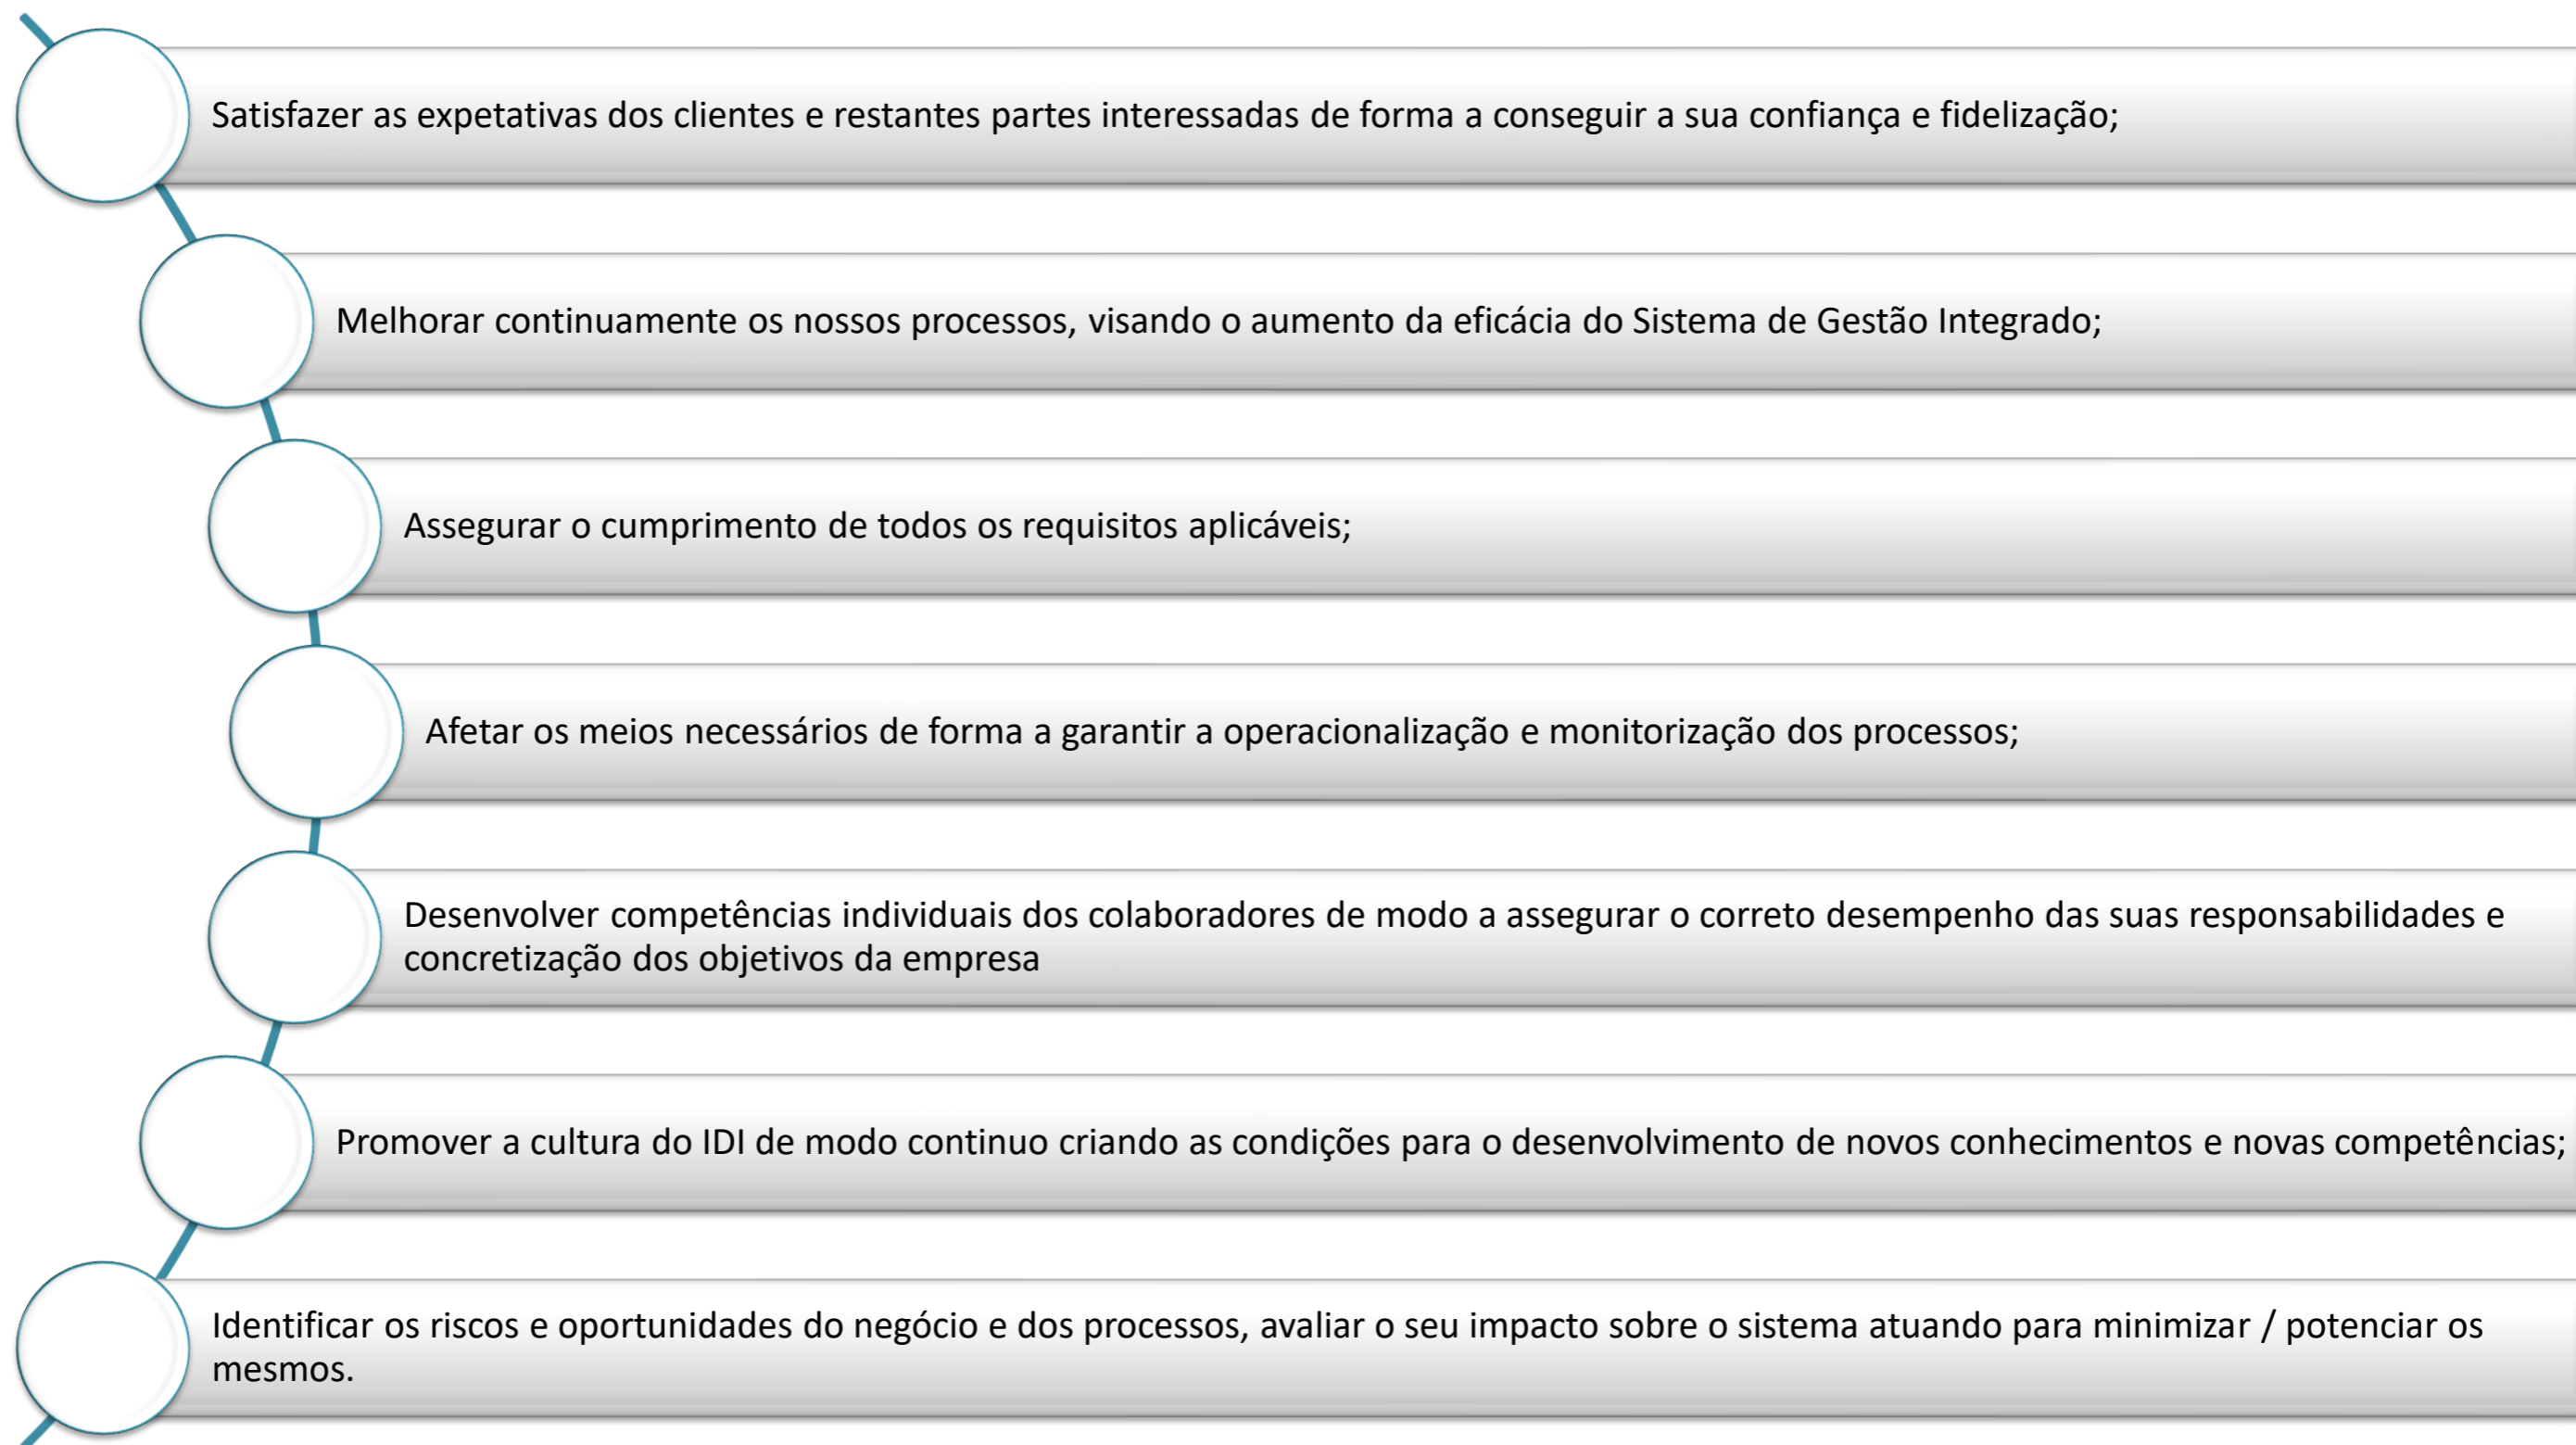 Satisfazer as expetativas dos clientes e restantes partes interessadas de forma a conseguir a sua confiança e fidelização;
Melhorar continuamente os nossos processos, visando o aumento da eficácia do Sistema de Gestão Integrado;
Assegurar o cumprimento de todos os requisitos aplicáveis;
Afetar os meios necessários de forma a garantir a operacionalização e monitorização dos processos;
Desenvolver competências individuais dos colaboradores de modo a assegurar o correto desempenho das suas responsabilidades e
concretização dos objetivos da empresa
Promover a cultura do IDI de modo continuo criando as condições para o desenvolvimento de novos conhecimentos e novas competências;
Identificar os riscos e oportunidades do negócio e dos processos, avaliar o seu impacto sobre o sistema atuando para minimizar / potenciar os
mesmos.